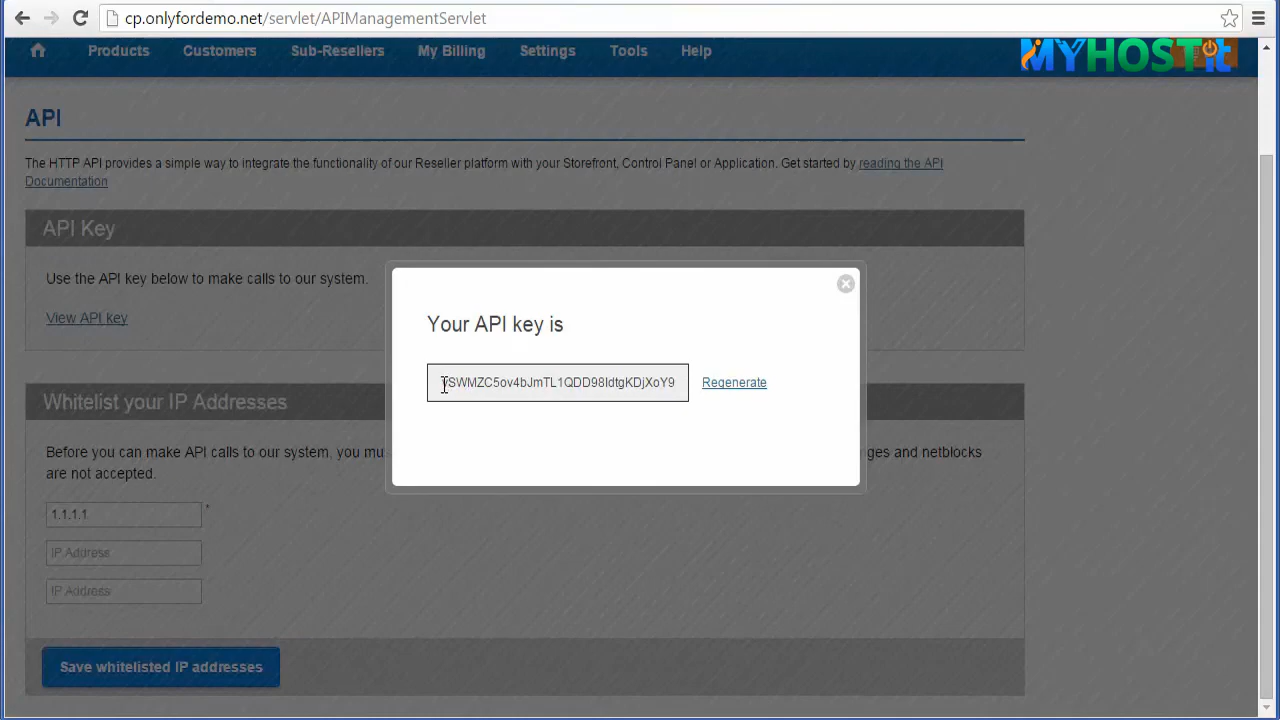 cp.onlyfordemo.net/servlet/APIManagementServlet
Products Customers Sub-Resellers My Billing Settings Tools Help
MYHOSTit
API
The HTTP API provides a simple way to integrate the functionality of our Reseller platform with your Storefront, Control Panel or Application. Get started by reading the API
Documentation
API Key
Use the API key below to make calls to our system.
View API key
Your API key is
Regenerate
Whitelist your IP Addresses
Before you can make API calls to our system, you mu ges and netblocks
are not accepted.
1.1.1.1 *
IP Address
IP Address
Save whitelisted IP addresses